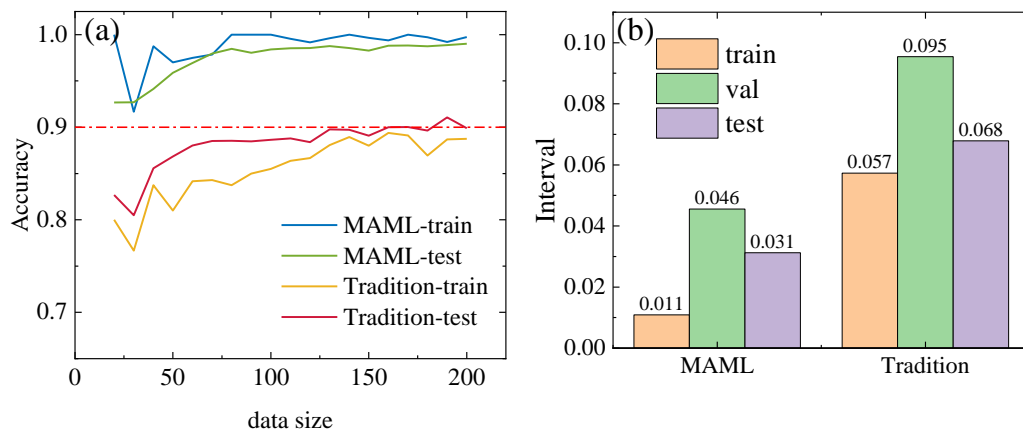 (a)
1.0
0.9
0.8
0.7
Accuracy
MAML-train
MAML-test
Tradition-train
Tradition-test
0 50 100 150 200
data size
(b)
0.10
0.08
0.06
0.04
0.02
0.00
Interval
train
val
test
0.011
0.046
0.031
0.057
0.095
0.068
MAML Tradition